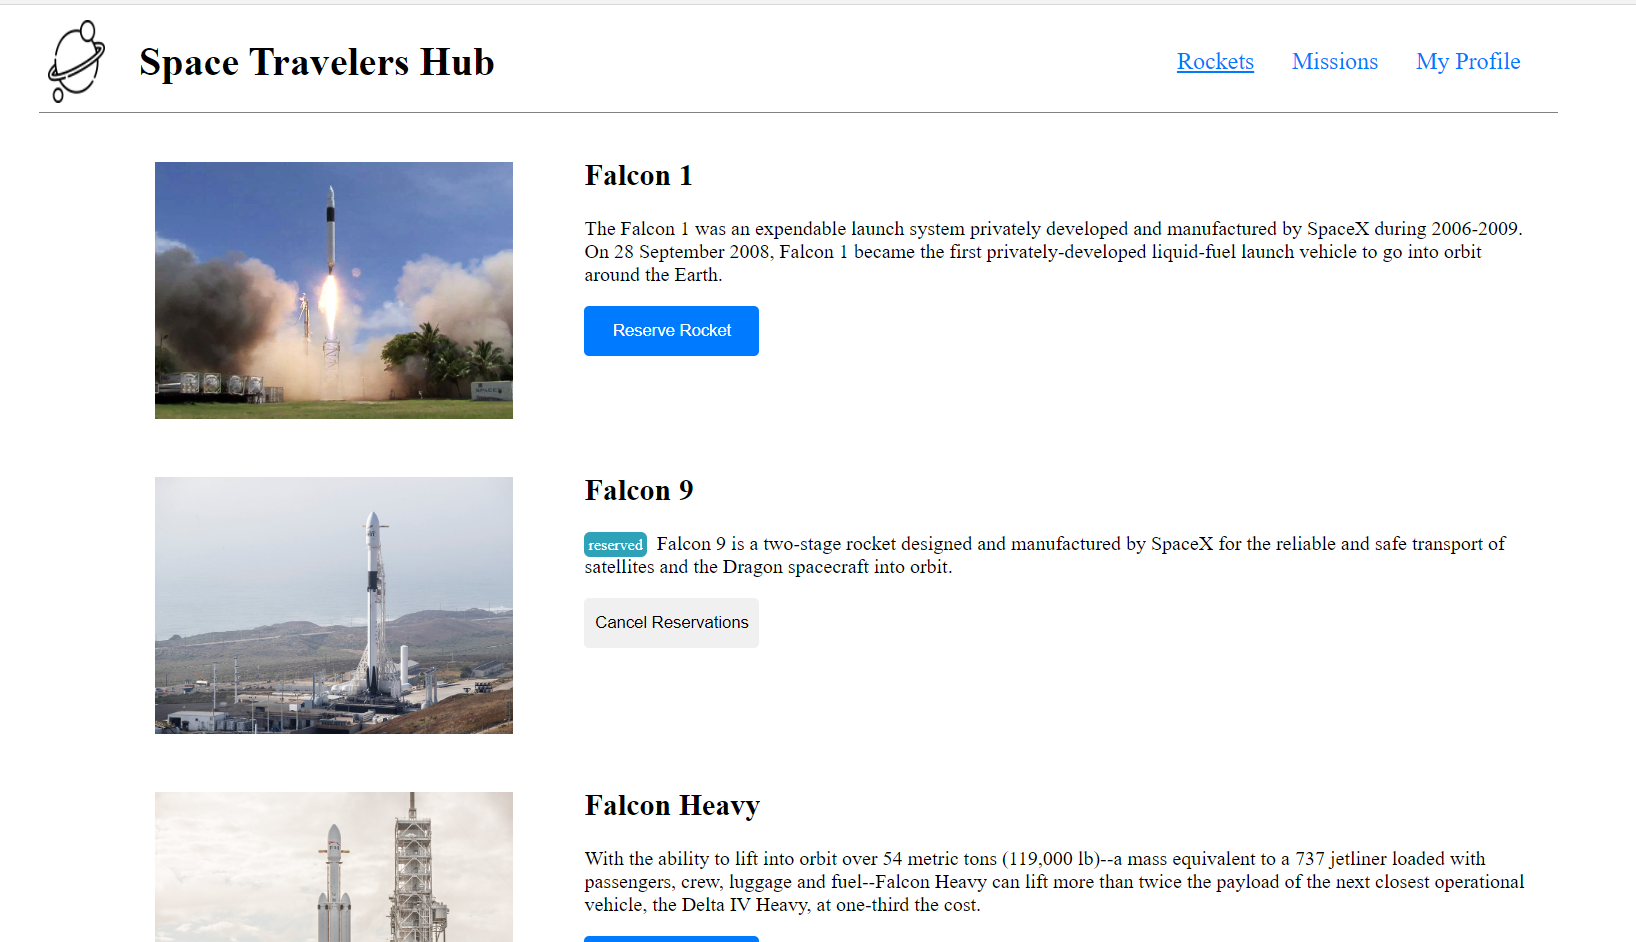 Space Travelers Hub
Rockets Missions My Profile
Falcon 1
The Falcon 1 was an expendable launch system privately developed and manufactured by SpaceX during 2006-2009.
On 28 September 2008, Falcon 1 became the first privately-developed liquid-fuel launch vehicle to go into orbit
around the Earth.
Reserve Rocket
Falcon 9
reserved Falcon 9 is a two-stage rocket designed and manufactured by SpaceX for the reliable and safe transport of
satellites and the Dragon spacecraft into orbit.
Cancel Reservations
Falcon Heavy
With the ability to lift into orbit over 54 metric tons (119,000 lb)--a mass equivalent to a 737 jetliner loaded with
passengers, crew, luggage and fuel--Falcon Heavy can lift more than twice the payload of the next closest operational
vehicle, the Delta IV Heavy, at one-third the cost.